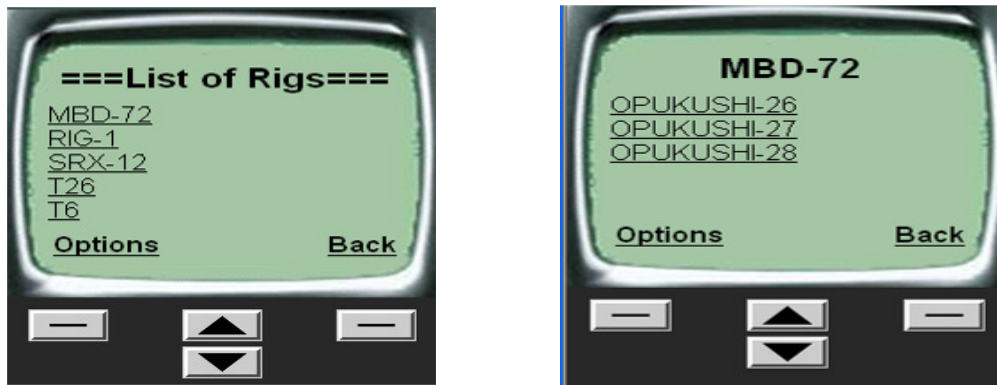 ===List of Rigs===
MBD-72
RIG-1
SRX-12
T26
T6
Options Back
MBD-72
OPUKUSHI-26
OPUKUSHI-27
OPUKUSHI-28
Options Back